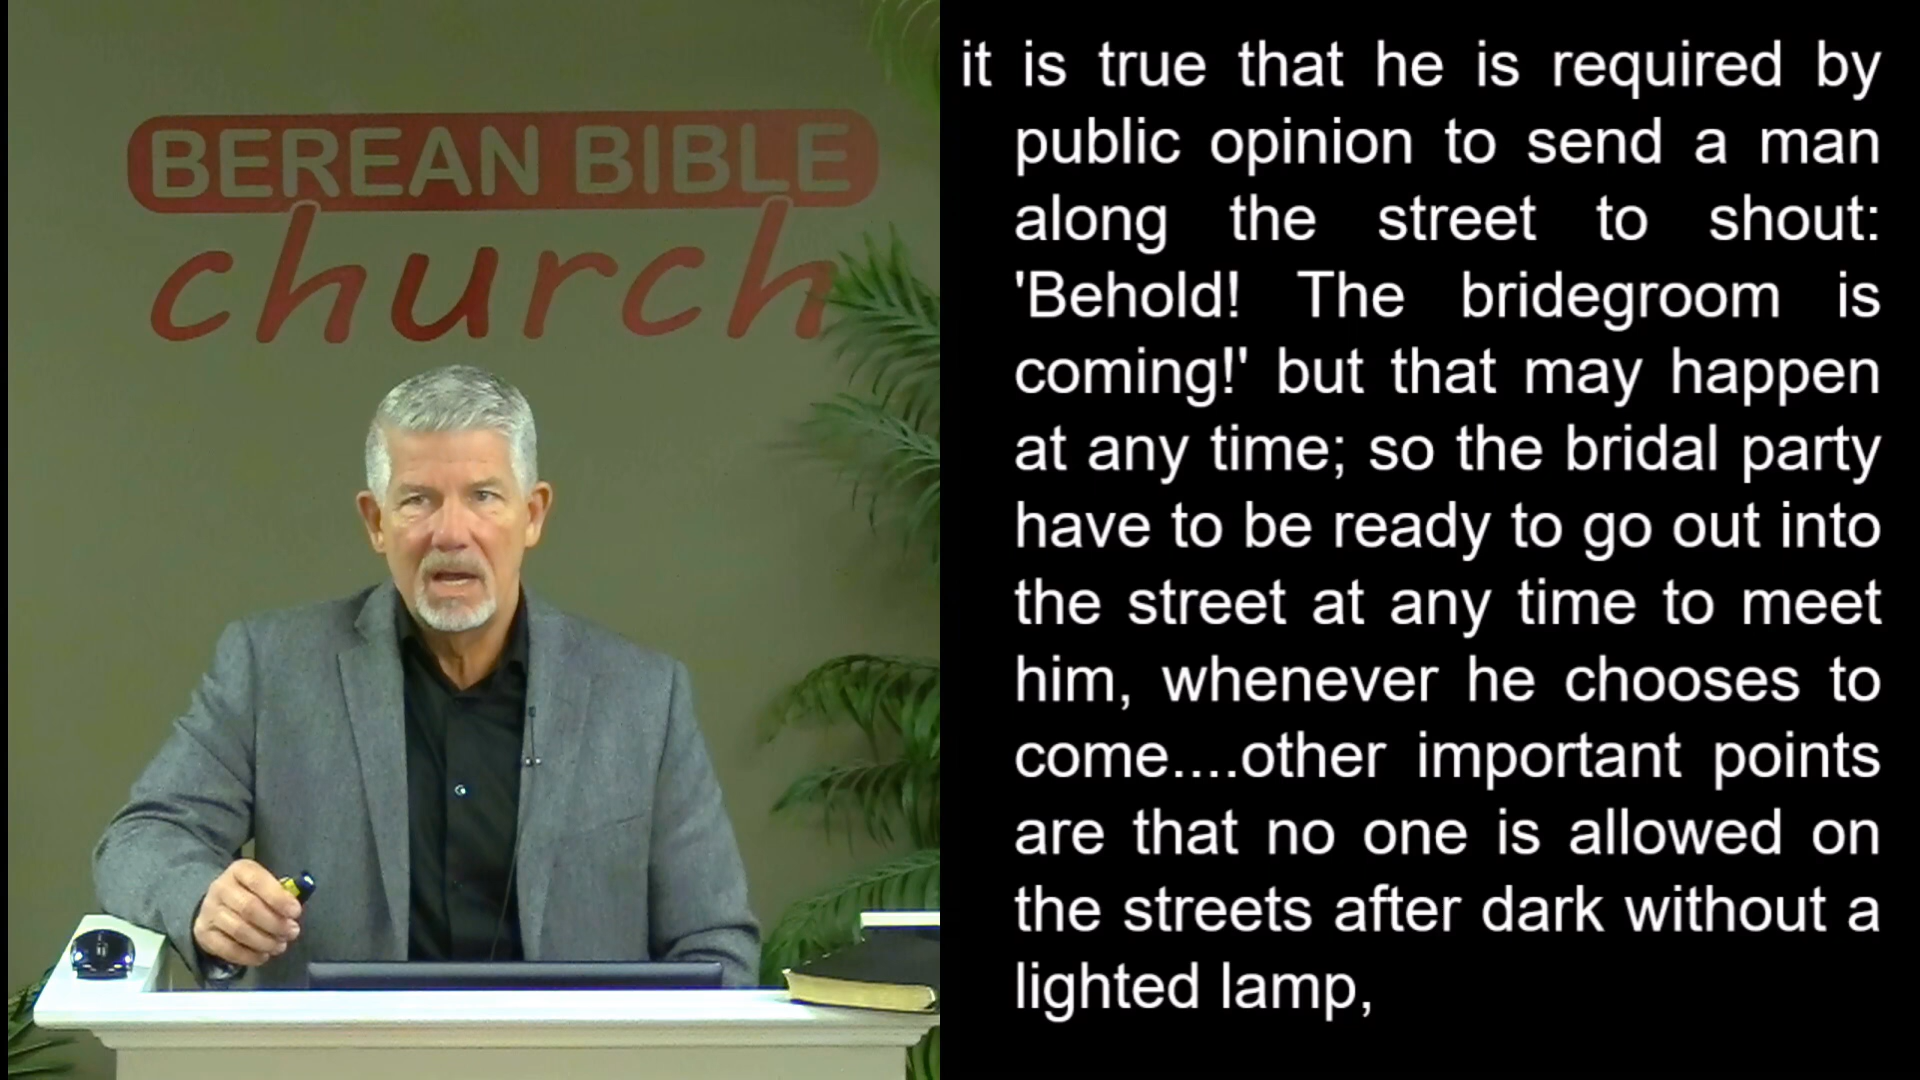 BEREAN BIBLE
church
it is true that he is required by
public opinion to send a man
along the street to shout:
'Behold! The bridegroom is
coming!' but that may happen
at any time; so the bridal party
have to be ready to go out into
the street at any time to meet
him, whenever he chooses to
come....other important points
are that no one is allowed on
the streets after dark without a
lighted lamp,